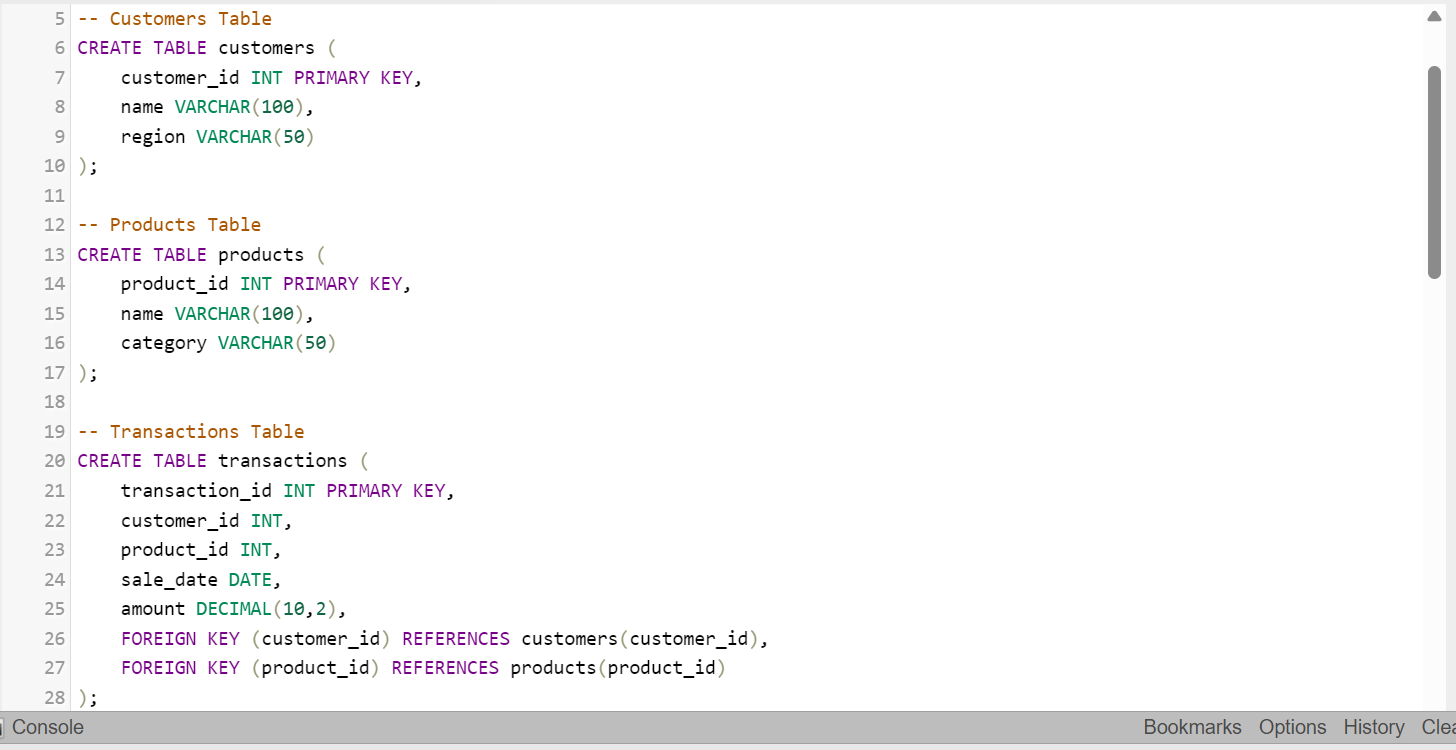 5 -- Customers Table
6 CREATE TABLE customers (
7     customer_id INT PRIMARY KEY,
8     name VARCHAR(100),
9     region VARCHAR(50)
10 );
11
12 -- Products Table
13 CREATE TABLE products (
14     product_id INT PRIMARY KEY,
15     name VARCHAR(100),
16     category VARCHAR(50)
17 );
18
19 -- Transactions Table
20 CREATE TABLE transactions (
21     transaction_id INT PRIMARY KEY,
22     customer_id INT,
23     product_id INT,
24     sale_date DATE,
25     amount DECIMAL(10,2),
26     FOREIGN KEY (customer_id) REFERENCES customers(customer_id),
27     FOREIGN KEY (product_id) REFERENCES products(product_id)
28 );
Console Bookmarks Options History Clea